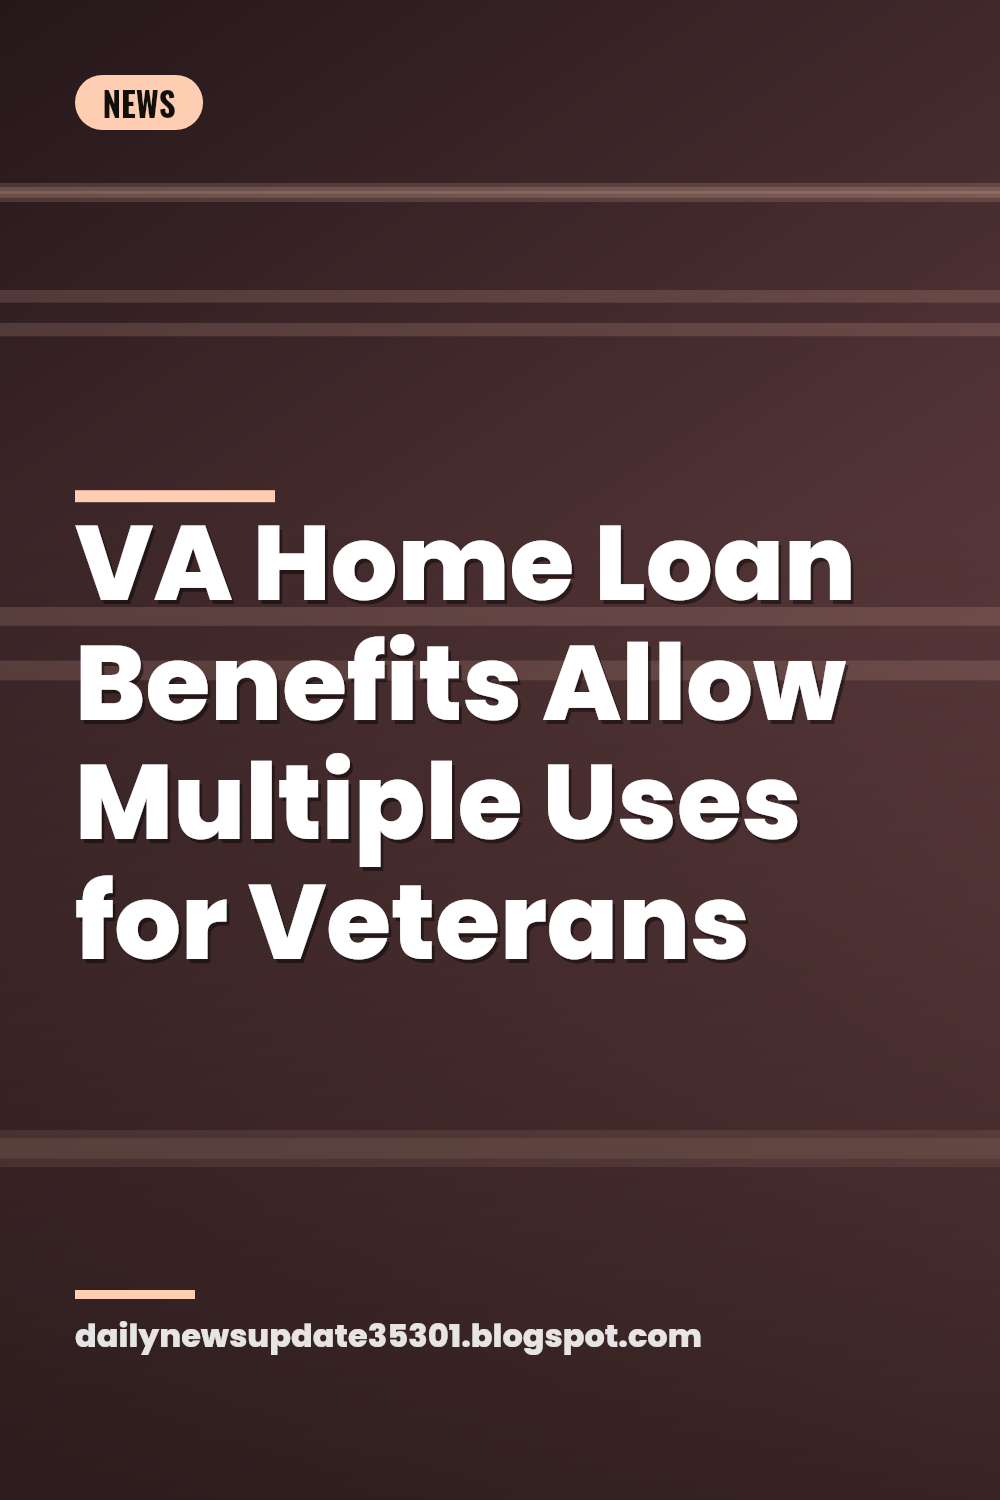 NEWS
VA Home Loan
Benefits Allow
Multiple Uses
for Veterans
dailynewsupdate35301.blogspot.com